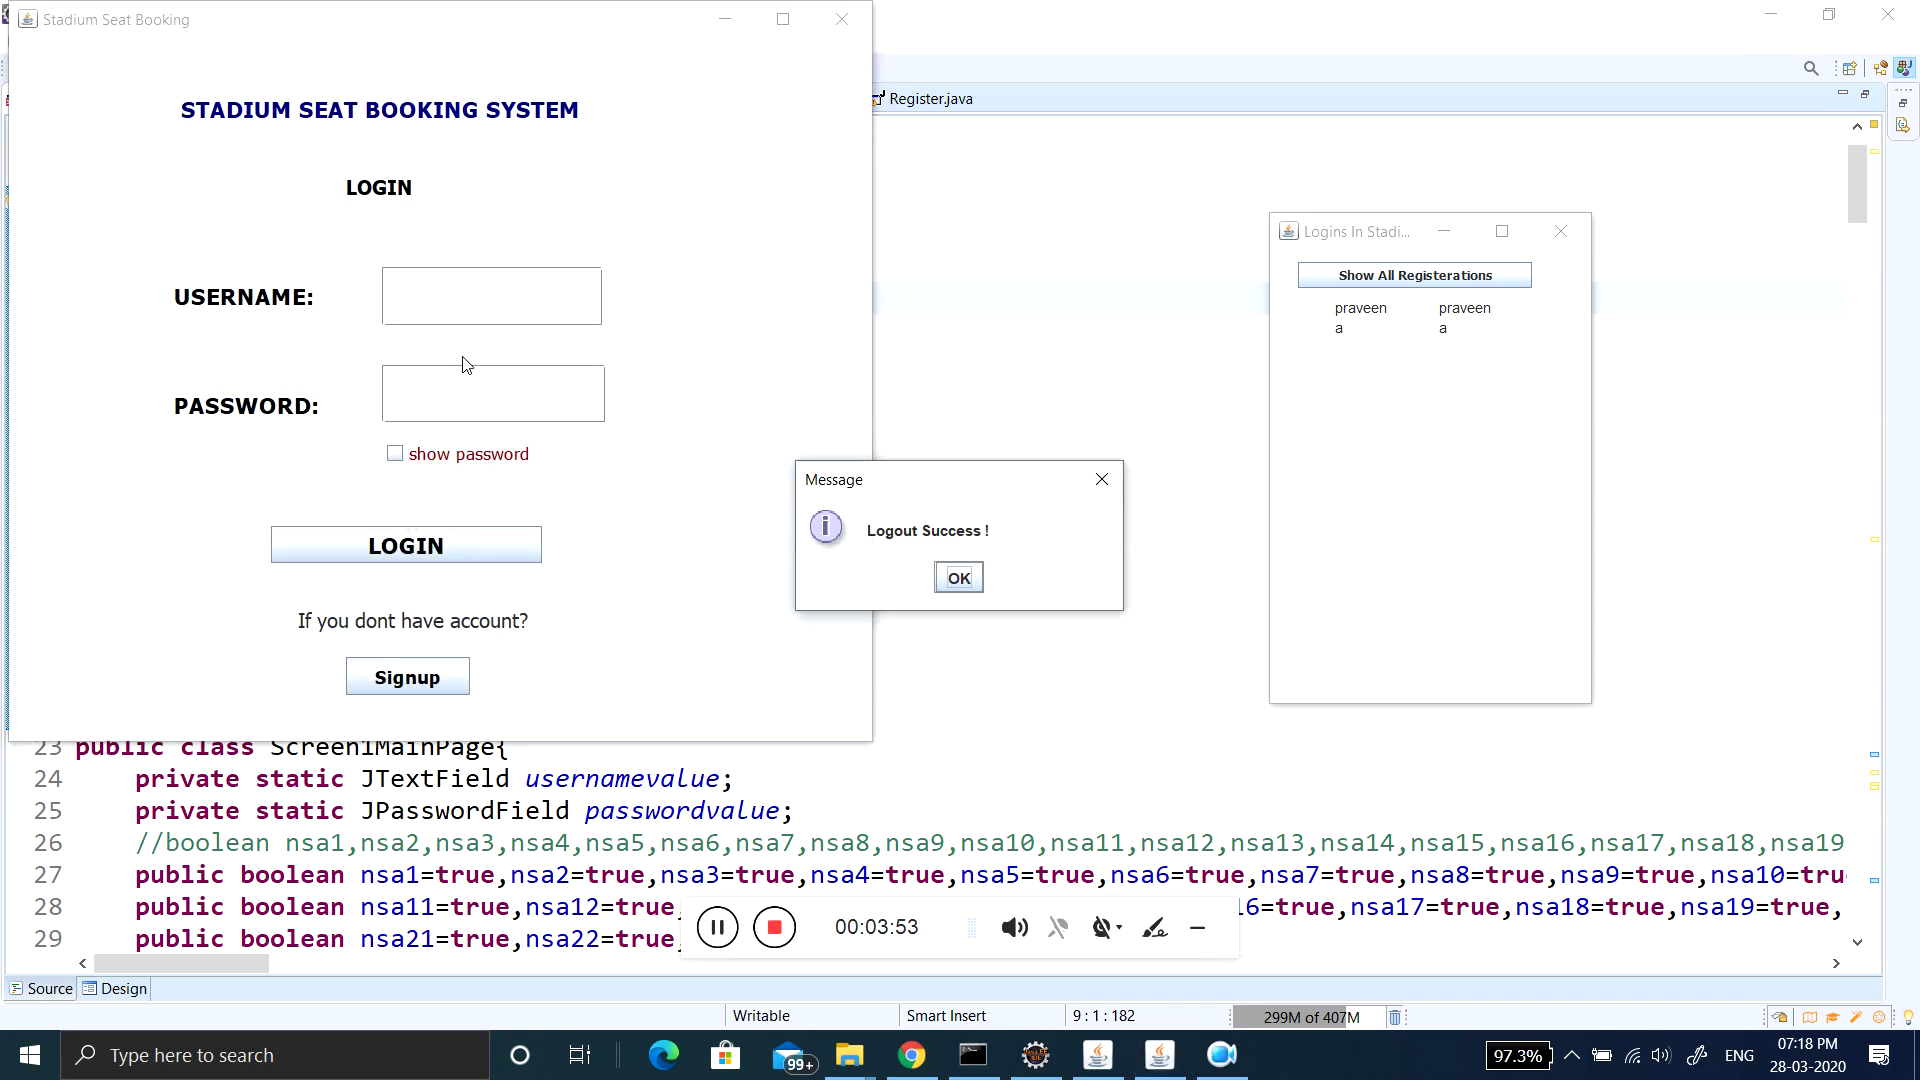 Stadium Seat Booking
STADIUM SEAT BOOKING SYSTEM
LOGIN
USERNAME:
PASSWORD:
show password
LOGIN
If you dont have account?
Signup
Register.java
Logins In Stadi...
Show All Registerations
praveen praveen
a a
Message
Logout Success !
OK
23 public class Screen1MainPage{
24 private static JTextField usernamevalue;
25 private static JPasswordField passwordvalue;
26 //boolean nsa1,nsa2,nsa3,nsa4,nsa5,nsa6,nsa7,nsa8,nsa9,nsa10,nsa11,nsa12,nsa13,nsa14,nsa15,nsa16,nsa17,nsa18,nsa19
27 public boolean nsa1=true,nsa2=true,nsa3=true,nsa4=true,nsa5=true,nsa6=true,nsa7=true,nsa8=true,nsa9=true,nsa10=tru
28 public boolean nsa11=true,nsa12=true, 16=true,nsa17=true,nsa18=true,nsa19=true,
29 public boolean nsa21=true,nsa22=true,
00:03:53
Source Design
Writable Smart Insert 9 : 1 : 182 299M of 407M
Type here to search
99+
97.3% ENG 07:18 PM
28-03-2020